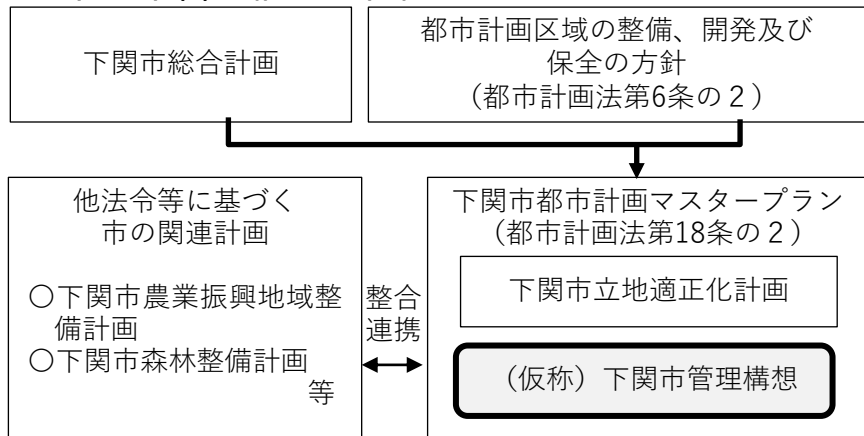 下関市総合計画
都市計画区域の整備、開発及び
保全の方針
（都市計画法第6条の２）
他法令等に基づく
市の関連計画
○下関市農業振興地域整
備計画
○下関市森林整備計画
等
整合
連携
下関市都市計画マスタープラン
（都市計画法第18条の２）
下関市立地適正化計画
（仮称）下関市管理構想